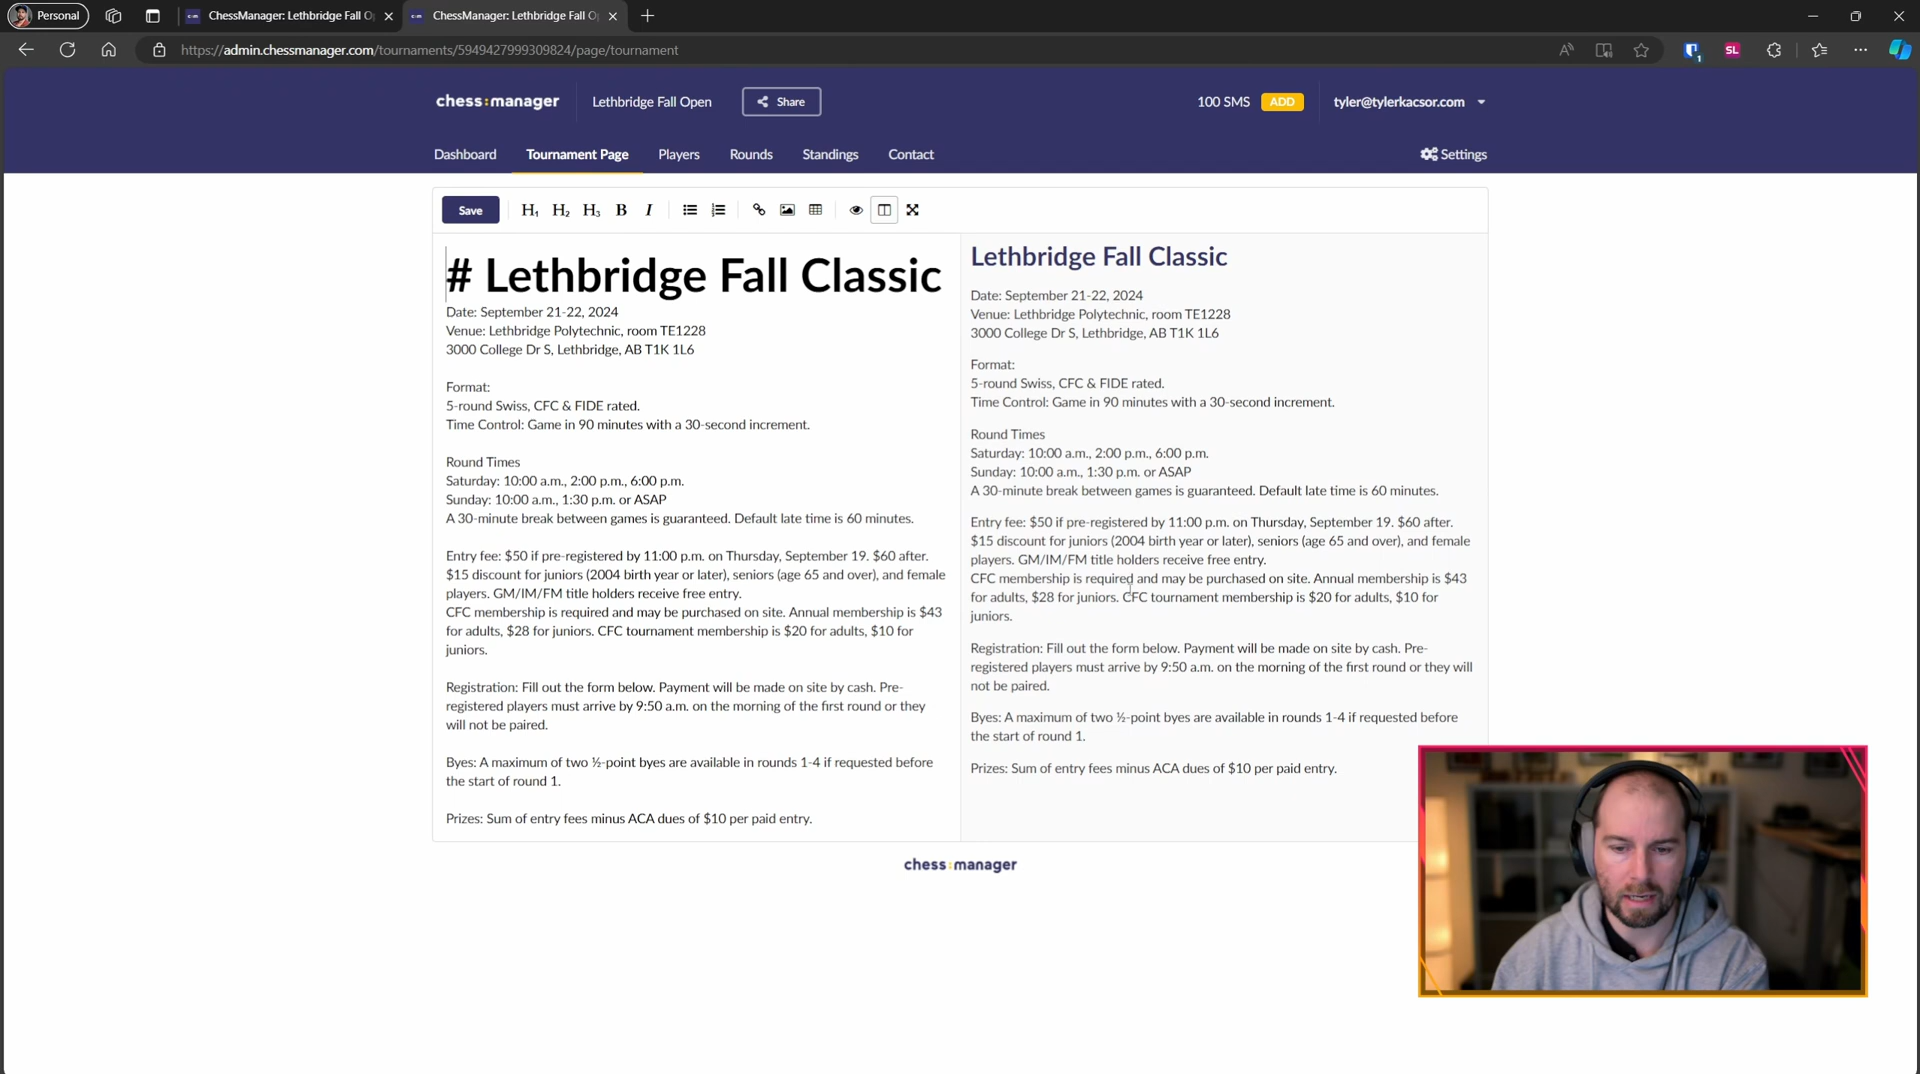 Personal
ChessManager: Lethbridge Fall O
ChessManager: Lethbridge Fall O
https://admin.chessmanager.com/tournaments/5949427999309824/page/tournament
SL
1
chess:manager
Lethbridge Fall Open
Share
100 SMS
ADD
tyler@tylerkacsor.com
Dashboard
Tournament Page
Players
Rounds
Standings
Contact
Settings
Save
H1
H2
H3
B
I
# Lethbridge Fall Classic
Date: September 21-22, 2024
Venue: Lethbridge Polytechnic, room TE1228
3000 College Dr S, Lethbridge, AB T1K 1L6
Format:
5-round Swiss, CFC & FIDE rated.
Time Control: Game in 90 minutes with a 30-second increment.
Round Times
Saturday: 10:00 a.m., 2:00 p.m., 6:00 p.m.
Sunday: 10:00 a.m., 1:30 p.m. or ASAP
A 30-minute break between games is guaranteed. Default late time is 60 minutes.
Entry fee: $50 if pre-registered by 11:00 p.m. on Thursday, September 19. $60 after.
$15 discount for juniors (2004 birth year or later), seniors (age 65 and over), and female
players. GM/IM/FM title holders receive free entry.
CFC membership is required and may be purchased on site. Annual membership is $43
for adults, $28 for juniors. CFC tournament membership is $20 for adults, $10 for
juniors.
Registration: Fill out the form below. Payment will be made on site by cash. Pre-
registered players must arrive by 9:50 a.m. on the morning of the first round or they
will not be paired.
Byes: A maximum of two ½-point byes are available in rounds 1-4 if requested before
the start of round 1.
Prizes: Sum of entry fees minus ACA dues of $10 per paid entry.
Lethbridge Fall Classic
Date: September 21-22, 2024
Venue: Lethbridge Polytechnic, room TE1228
3000 College Dr S, Lethbridge, AB T1K 1L6
Format:
5-round Swiss, CFC & FIDE rated.
Time Control: Game in 90 minutes with a 30-second increment.
Round Times
Saturday: 10:00 a.m., 2:00 p.m., 6:00 p.m.
Sunday: 10:00 a.m., 1:30 p.m. or ASAP
A 30-minute break between games is guaranteed. Default late time is 60 minutes.
Entry fee: $50 if pre-registered by 11:00 p.m. on Thursday, September 19. $60 after.
$15 discount for juniors (2004 birth year or later), seniors (age 65 and over), and female
players. GM/IM/FM title holders receive free entry.
CFC membership is required and may be purchased on site. Annual membership is $43
for adults, $28 for juniors. CFC tournament membership is $20 for adults, $10 for
juniors.
Registration: Fill out the form below. Payment will be made on site by cash. Pre-
registered players must arrive by 9:50 a.m. on the morning of the first round or they will
not be paired.
Byes: A maximum of two ½-point byes are available in rounds 1-4 if requested before
the start of round 1.
Prizes: Sum of entry fees minus ACA dues of $10 per paid entry.
chess:manager